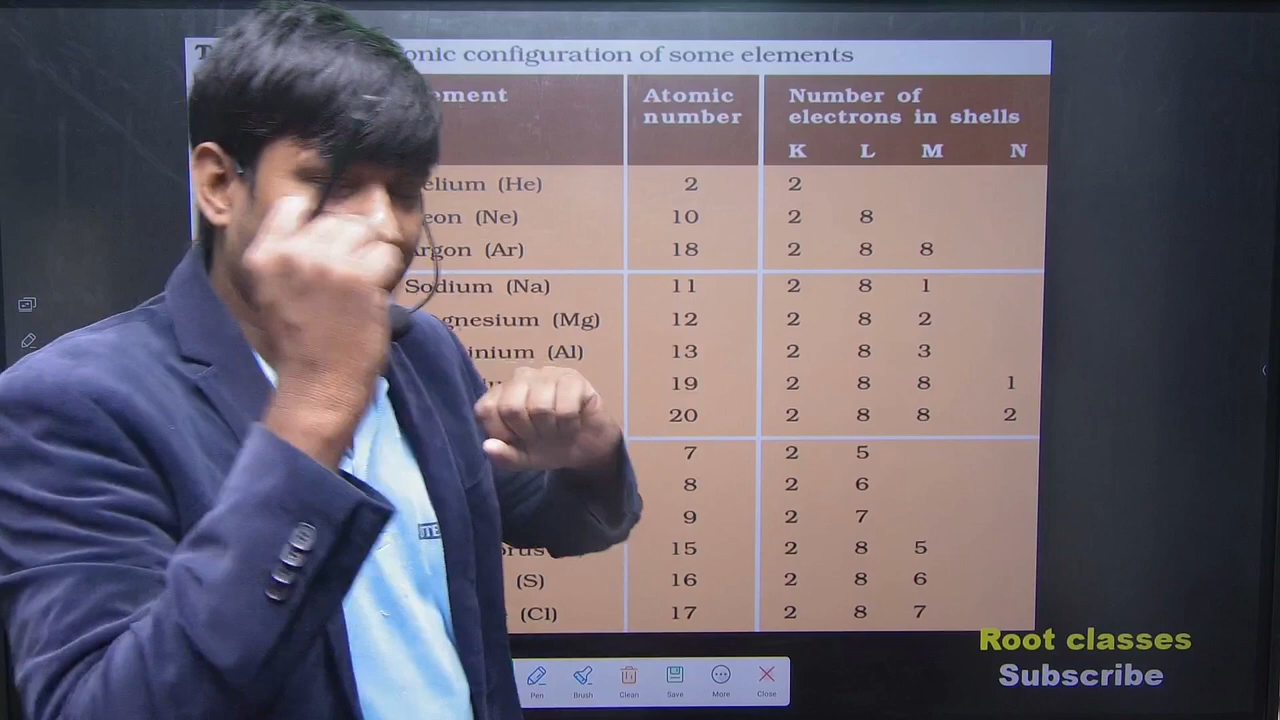 onic configuration of some elements
ement Atomic number Number of electrons in shells
K L M N
elium (He) 2 2
eon (Ne) 10 2 8
Argon (Ar) 18 2 8 8
Sodium (Na) 11 2 8 1
gnesium (Mg) 12 2 8 2
inium (Al) 13 2 8 3
19 2 8 8 1
20 2 8 8 2
7 2 5
8 2 6
9 2 7
orus 15 2 8 5
(S) 16 2 8 6
(Cl) 17 2 8 7
Root classes
Subscribe
Pen Brush Clean Save More Close